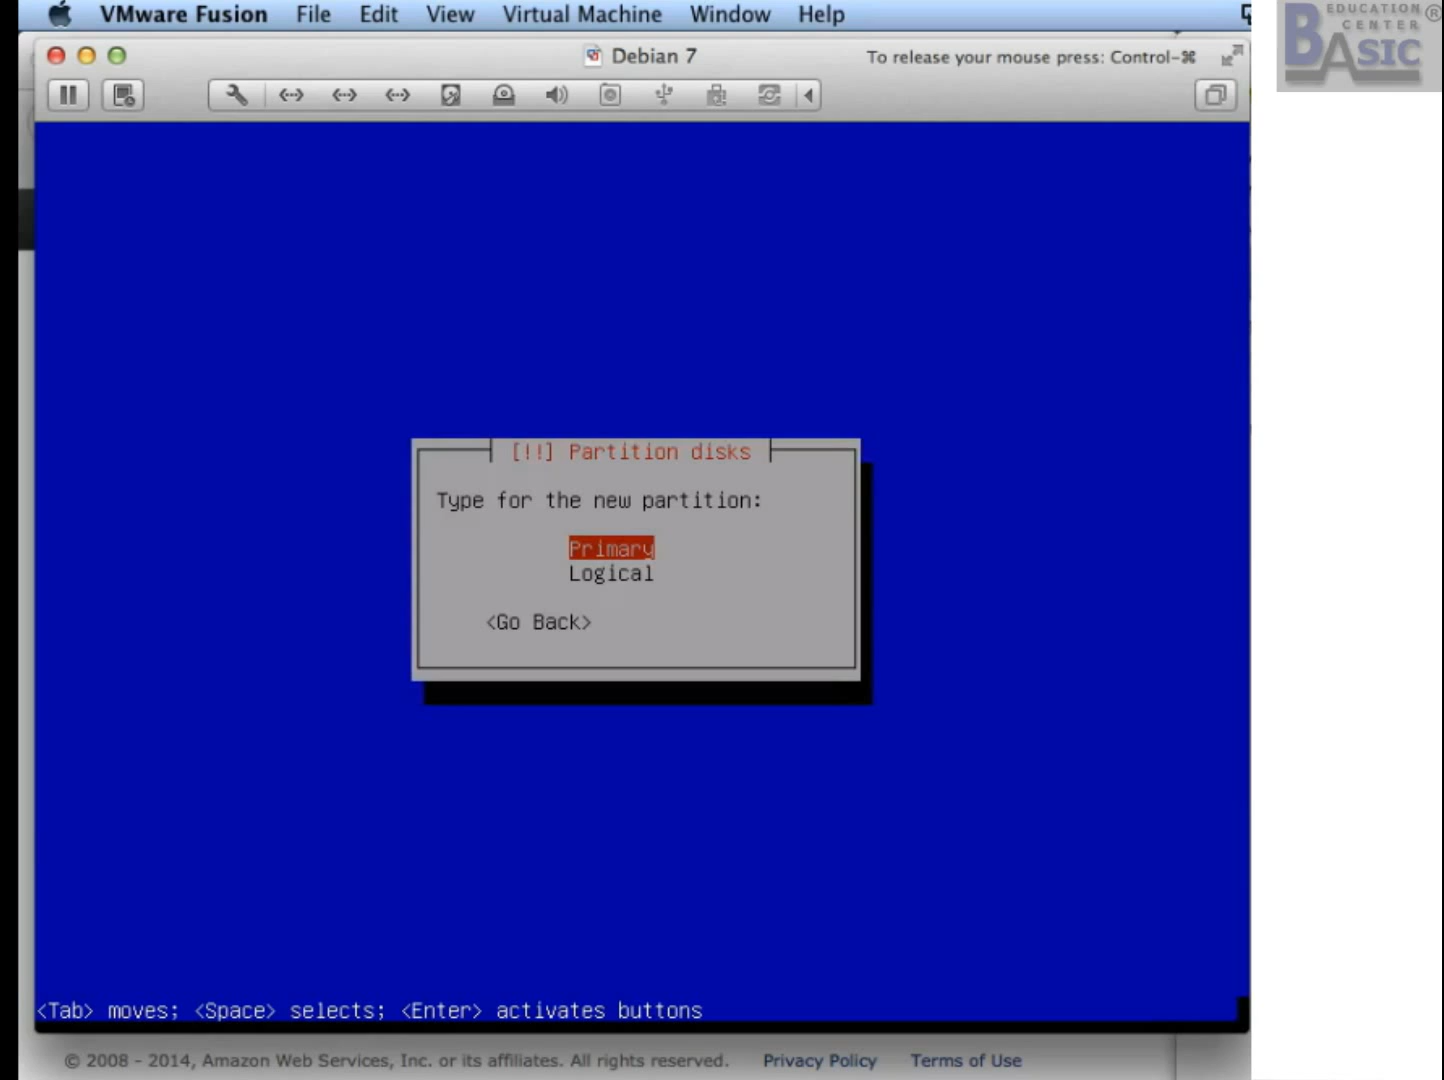 VMware Fusion File Edit View Virtual Machine Window Help
Debian 7
To release your mouse press: Control-⌘
EDUCATION ®
CENTER
BASIC
[!!] Partition disks
Type for the new partition:
Primary
Logical
<Go Back>
<Tab> moves; <Space> selects; <Enter> activates buttons
© 2008 - 2014, Amazon Web Services, Inc. or its affiliates. All rights reserved. Privacy Policy Terms of Use